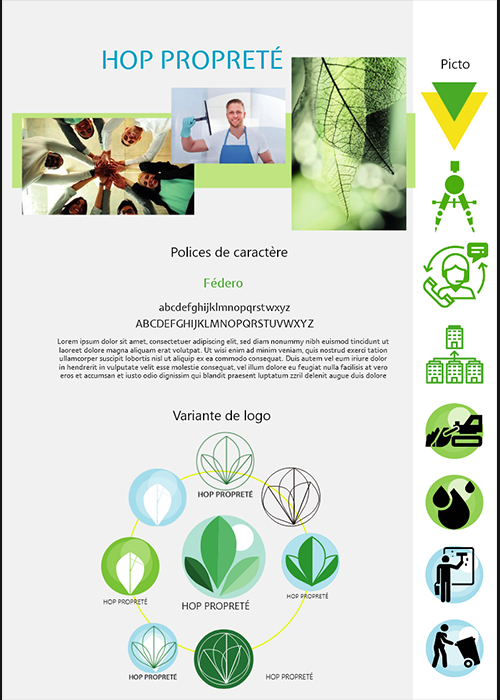 HOP PROPRETÉ
Picto
Polices de caractère
Fédero
abcdefghijklmnopqrstwxyz
ABCDEFGHIJKLMNOPQRSTUVWXYZ
Lorem ipsum dolor sit amet, consectetuer adipiscing elit, sed diam nonummy nibh euismod tincidunt ut
laoreet dolore magna aliquam erat volutpat. Ut wisi enim ad minim veniam, quis nostrud exerci tation
ullamcorper suscipit lobortis nisl ut aliquip ex ea commodo consequat. Duis autem vel eum iriure dolor
in hendrerit in vulputate velit esse molestie consequat, vel illum dolore eu feugiat nulla facilisis at vero
eros et accumsan et iusto odio dignissim qui blandit praesent luptatum zzril delenit augue duis dolore
Variante de logo
HOP PROPRETÉ
HOP PROPRETÉ
HOP PROPRETÉ
HOP PROPRETÉ
HOP PROPRETÉ
HOP PROPRETÉ